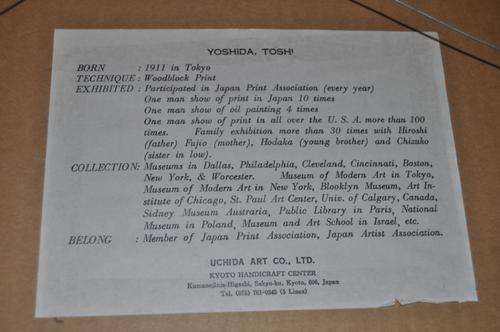 YOSHIDA, TOSHI
BORN : 1911 in Tokyo
TECHNIQUE : Woodblock Print
EXHIBITED : Participated in Japan Print Association (every year)
One man show of print in Japan 10 times
One man show of oil painting 4 times
One man show of print in all over the U. S. A. more than 100
times. Family exhibition more than 30 times with Hiroshi
(father) Fujio (mother), Hodaka (young brother) and Chizuko
(sister in low).
COLLECTION: Museums in Dallas, Philadelphia, Cleveland, Cincinnati, Boston,
New York, & Worcester. Museum of Modern Art in Tokyo,
Museum of Modern Art in New York, Blooklyn Museum, Art In-
stitute of Chicago, St. Paul Art Center, Univ. of Calgary, Canada,
Sidney Museum Austraria, Public Library in Paris, National
Museum in Poland, Museum and Art School in Israel, etc.
BELONG : Member of Japan Print Association, Japan Artist Association.
UCHIDA ART CO., LTD.
KYOTO HANDICRAFT CENTER
Kumanojinja-Higashi, Sakyo-ku, Kyoto, 606, Japan
Tel. (075) 761-0345 (5 Lines)